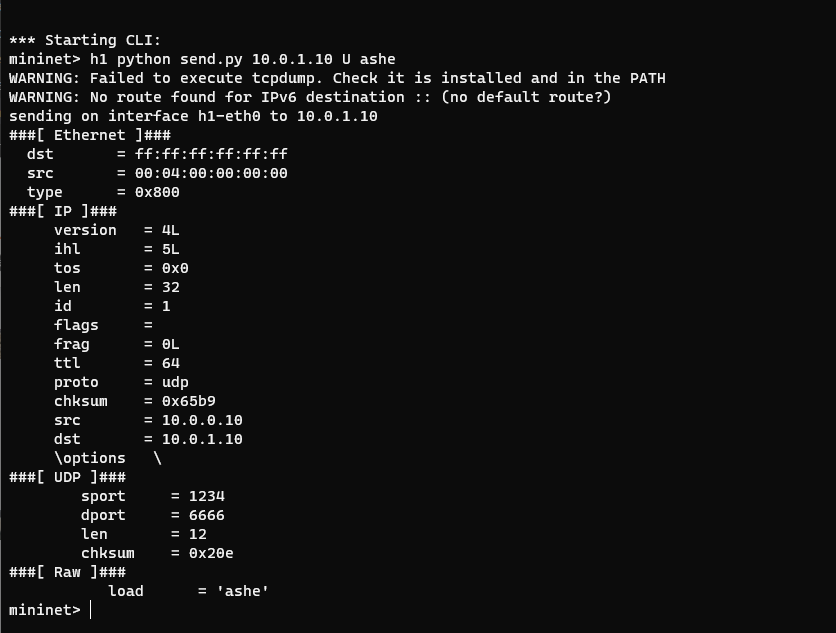 *** Starting CLI:
mininet> h1 python send.py 10.0.1.10 U ashe
WARNING: Failed to execute tcpdump. Check it is installed and in the PATH
WARNING: No route found for IPv6 destination :: (no default route?)
sending on interface h1-eth0 to 10.0.1.10
###[ Ethernet ]###
  dst       = ff:ff:ff:ff:ff:ff
  src       = 00:04:00:00:00:00
  type      = 0x800
###[ IP ]###
     version   = 4L
     ihl       = 5L
     tos       = 0x0
     len       = 32
     id        = 1
     flags     =
     frag      = 0L
     ttl       = 64
     proto     = udp
     chksum    = 0x65b9
     src       = 10.0.0.10
     dst       = 10.0.1.10
     \options   \
###[ UDP ]###
        sport     = 1234
        dport     = 6666
        len       = 12
        chksum    = 0x20e
###[ Raw ]###
           load      = 'ashe'
mininet>